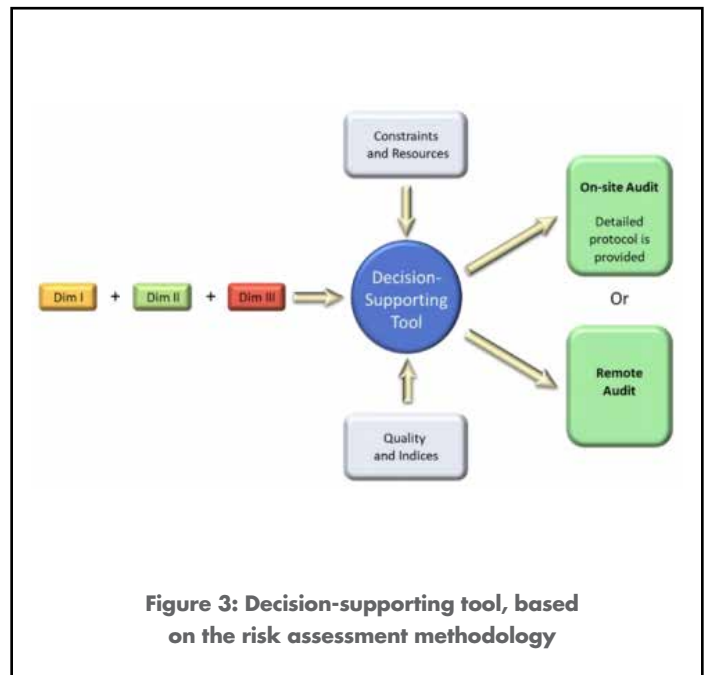 Constraints
and Resources
On-site Audit
Detailed
protocol is
provided
Dim I + Dim II + Dim III
Decision-
Supporting
Tool
Or
Remote
Audit
Quality
and Indices
Figure 3: Decision-supporting tool, based
on the risk assessment methodology